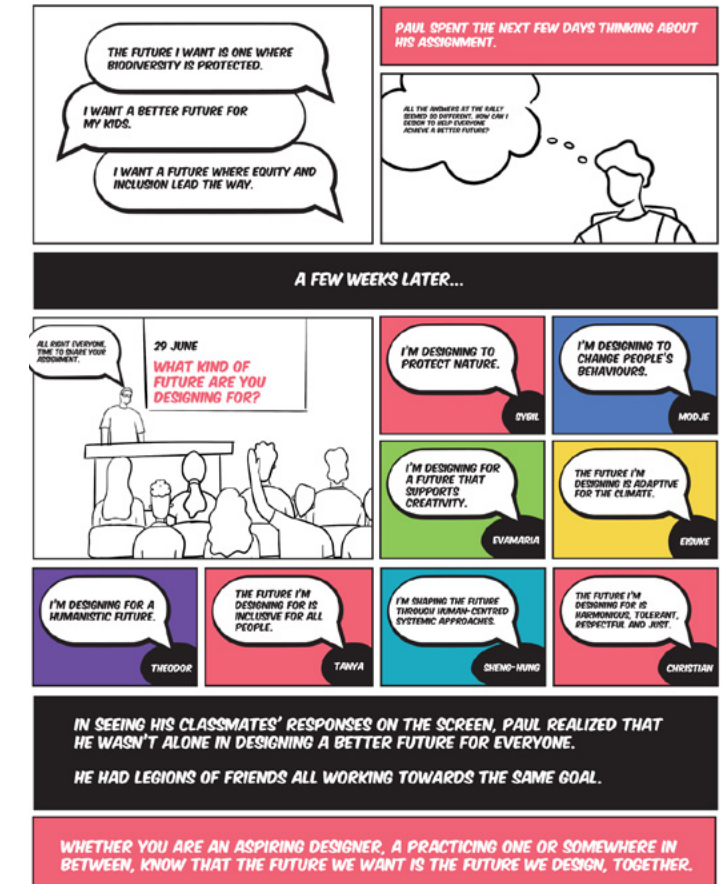 THE FUTURE I WANT IS ONE WHERE
BIODIVERSITY IS PROTECTED.
I WANT A BETTER FUTURE FOR
MY KIDS.
I WANT A FUTURE WHERE EQUITY AND
INCLUSION LEAD THE WAY.
PAUL SPENT THE NEXT FEW DAYS THINKING ABOUT
HIS ASSIGNMENT.
ALL THE ANSWERS AT THE RALLY
SEEMED SO DIFFERENT. HOW CAN I
DESIGN TO HELP EVERYONE
ACHIEVE A BETTER FUTURE?
A FEW WEEKS LATER...
ALL RIGHT EVERYONE,
TIME TO SHARE YOUR
ASSIGNMENT.
29 JUNE
WHAT KIND OF
FUTURE ARE YOU
DESIGNING FOR?
I'M DESIGNING TO
PROTECT NATURE.
SYBIL
I'M DESIGNING TO
CHANGE PEOPLE'S
BEHAVIOURS.
MODJE
I'M DESIGNING FOR
A FUTURE THAT
SUPPORTS
CREATIVITY.
EVAMARIA
THE FUTURE I'M
DESIGNING IS ADAPTIVE
FOR THE CLIMATE.
EISUKE
I'M DESIGNING FOR A
HUMANISTIC FUTURE.
THEODOR
THE FUTURE I'M
DESIGNING FOR IS
INCLUSIVE FOR ALL
PEOPLE.
TANYA
I'M SHAPING THE FUTURE
THROUGH HUMAN-CENTRED
SYSTEMIC APPROACHES.
SHENG-HUNG
THE FUTURE I'M
DESIGNING FOR IS
HARMONIOUS, TOLERANT,
RESPECTFUL AND JUST.
CHRISTIAN
IN SEEING HIS CLASSMATES' RESPONSES ON THE SCREEN, PAUL REALIZED THAT
HE WASN'T ALONE IN DESIGNING A BETTER FUTURE FOR EVERYONE.
HE HAD LEGIONS OF FRIENDS ALL WORKING TOWARDS THE SAME GOAL.
WHETHER YOU ARE AN ASPIRING DESIGNER, A PRACTICING ONE OR SOMEWHERE IN
BETWEEN, KNOW THAT THE FUTURE WE WANT IS THE FUTURE WE DESIGN, TOGETHER.